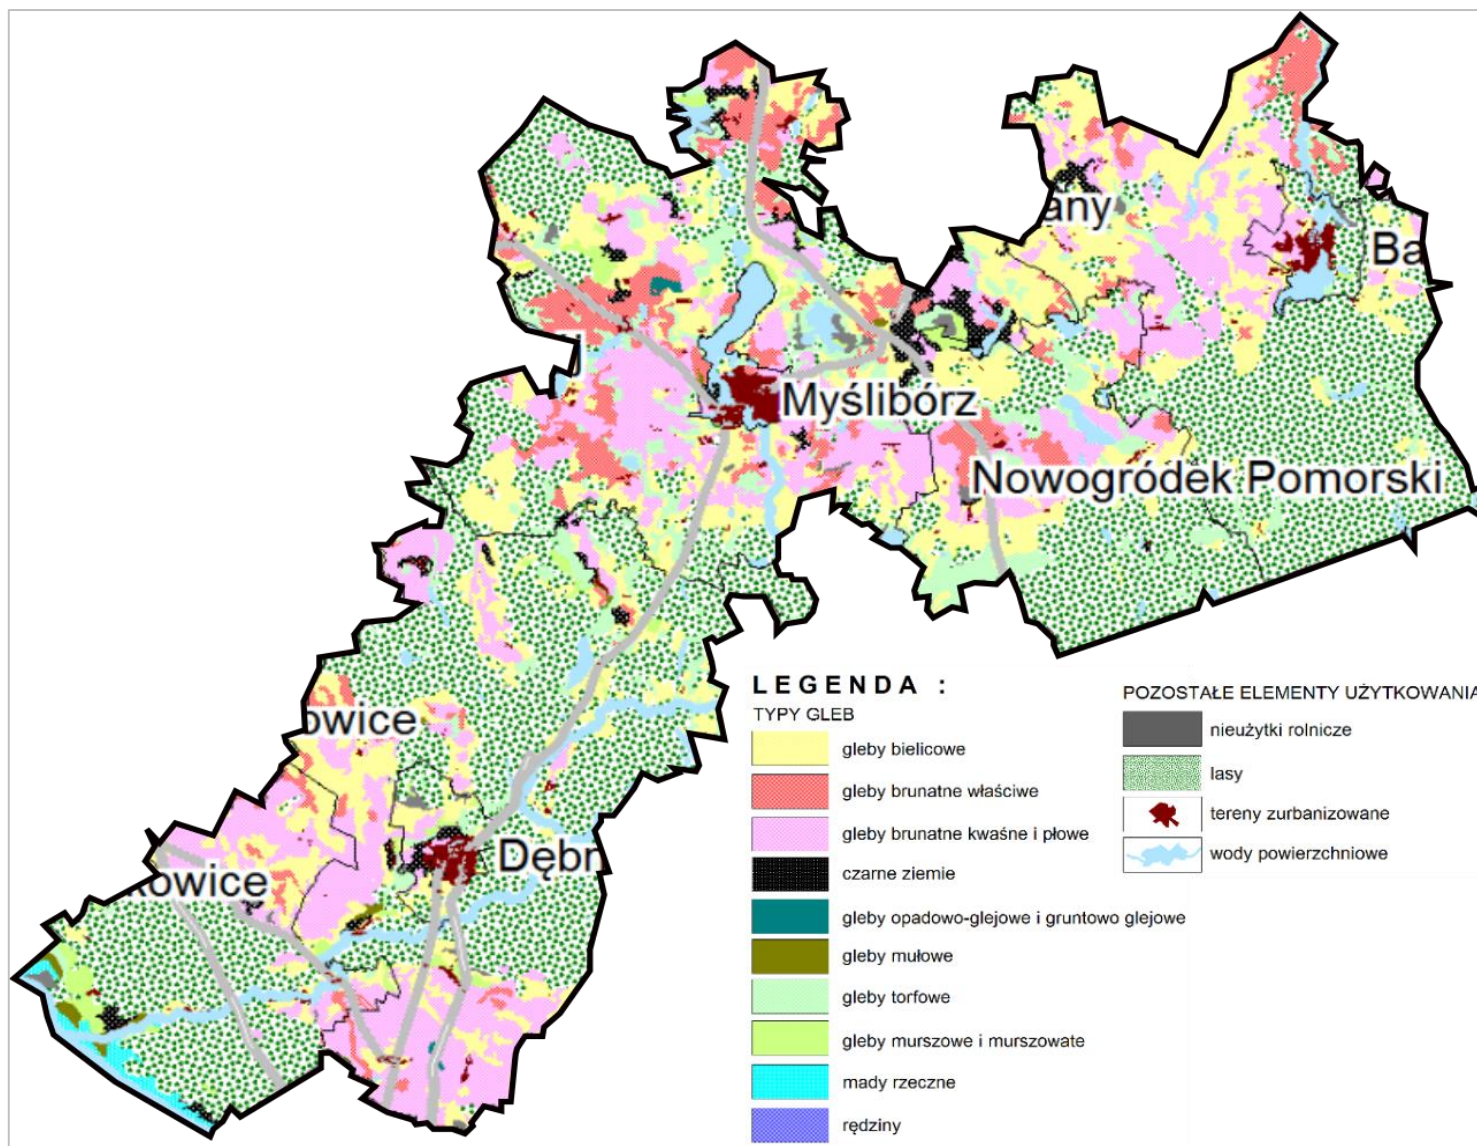 any
Ba
Myślibórz
Nowogródek Pomorski
owice
Dębn
kowice
LEGENDA :
TYPY GLEB
gleby bielicowe
gleby brunatne właściwe
gleby brunatne kwaśne i płowe
czarne ziemie
gleby opadowo-glejowe i gruntowo glejowe
gleby mułowe
gleby torfowe
gleby murszowe i murszowate
mady rzeczne
rędziny
POZOSTAŁE ELEMENTY UŻYTKOWANIA
nieużytki rolnicze
lasy
tereny zurbanizowane
wody powierzchniowe